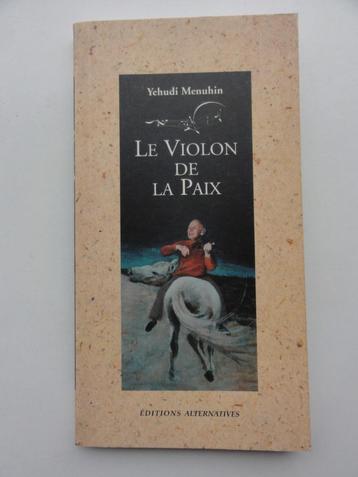 Yehudi Menuhin
LE VIOLON
DE
LA PAIX
ÉDITIONS ALTERNATIVES